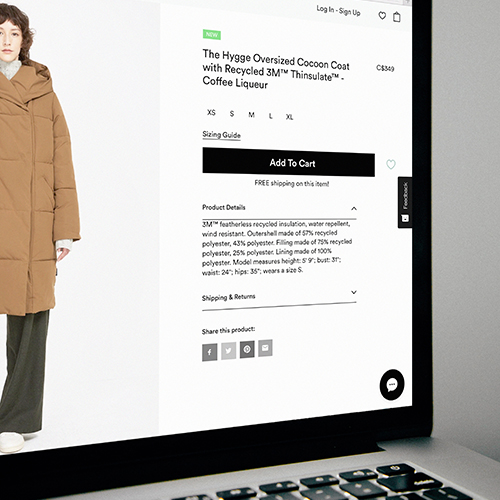 Log In - Sign Up
NEW
The Hygge Oversized Cocoon Coat C$349
with Recycled 3M™ Thinsulate™ -
Coffee Liqueur
XS S M L XL
Sizing Guide
Add To Cart
FREE shipping on this item!
Feedback
Product Details
3M™ featherless recycled insulation, water repellent,
wind resistant. Outershell made of 57% recycled
polyester, 43% polyester. Filling made of 75% recycled
polyester, 25% polyester. Lining made of 100%
polyester. Model measures height: 5' 9"; bust: 31";
waist: 24"; hips: 35"; wears a size S.
Shipping & Returns
Share this product: